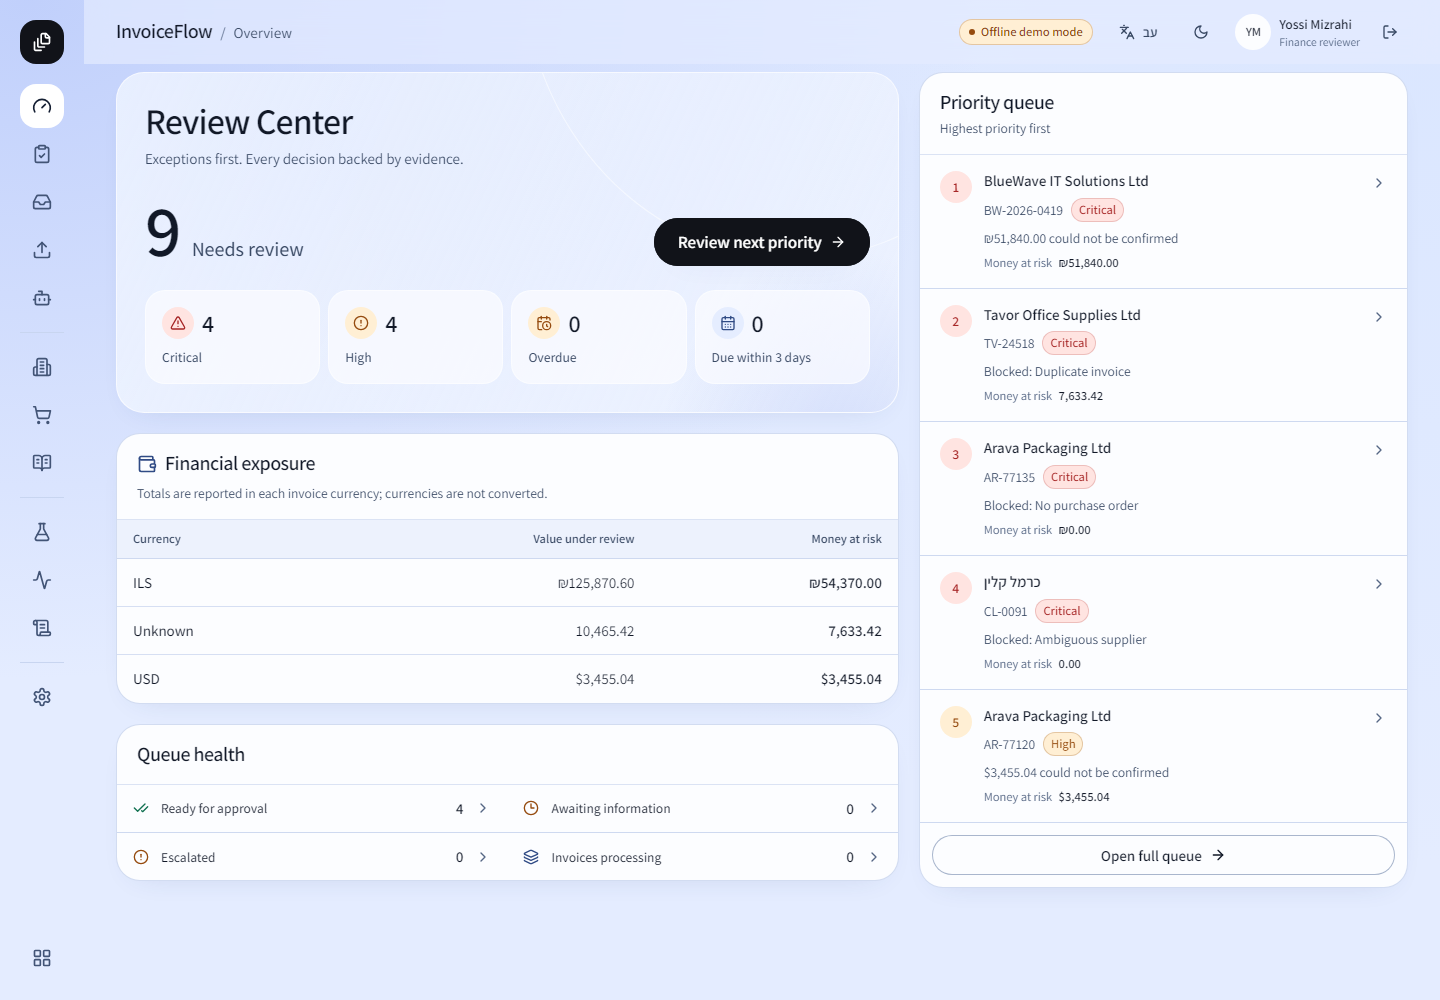 InvoiceFlow / Overview
Offline demo mode
עב
YM
Yossi Mizrahi
Finance reviewer
Review Center
Exceptions first. Every decision backed by evidence.
9 Needs review
Review next priority
4
Critical
4
High
0
Overdue
0
Due within 3 days
Financial exposure
Totals are reported in each invoice currency; currencies are not converted.
Currency Value under review Money at risk
ILS ₪125,870.60 ₪54,370.00
Unknown 10,465.42 7,633.42
USD $3,455.04 $3,455.04
Queue health
Ready for approval 4
Awaiting information 0
Escalated 0
Invoices processing 0
Priority queue
Highest priority first
1 BlueWave IT Solutions Ltd
BW-2026-0419 Critical
₪51,840.00 could not be confirmed
Money at risk ₪51,840.00
2 Tavor Office Supplies Ltd
TV-24518 Critical
Blocked: Duplicate invoice
Money at risk 7,633.42
3 Arava Packaging Ltd
AR-77135 Critical
Blocked: No purchase order
Money at risk ₪0.00
4 כרמל קלין
CL-0091 Critical
Blocked: Ambiguous supplier
Money at risk 0.00
5 Arava Packaging Ltd
AR-77120 High
$3,455.04 could not be confirmed
Money at risk $3,455.04
Open full queue